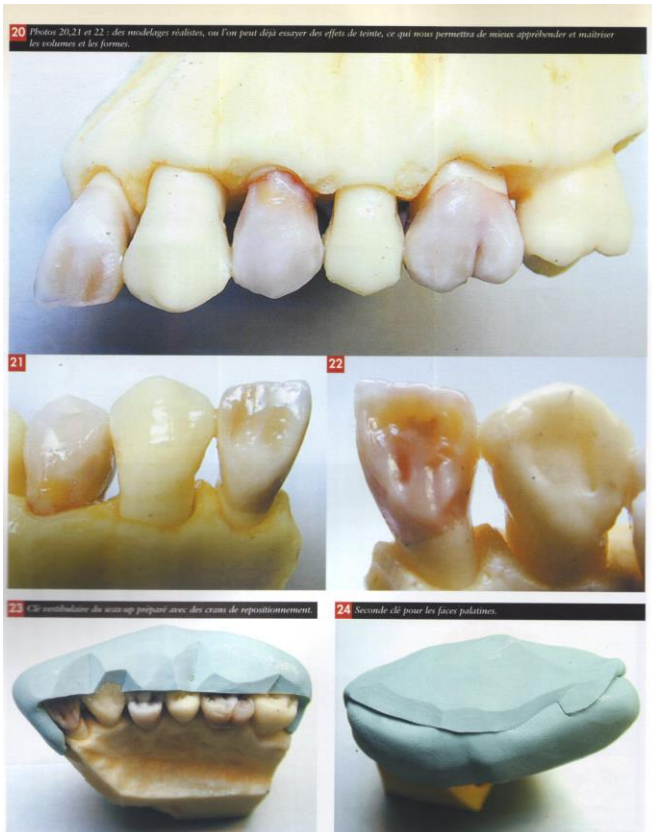 20 Photos 20,21 et 22 : des modelages réalistes, ou l'on peut déjà essayer des effets de teinte, ce qui nous permettra de mieux appréhender et maîtriser
les volumes et les formes.
21
22
23 Clé vestibulaire du wax-up préparé avec des crans de repositionnement.
24 Seconde clé pour les faces palatines.